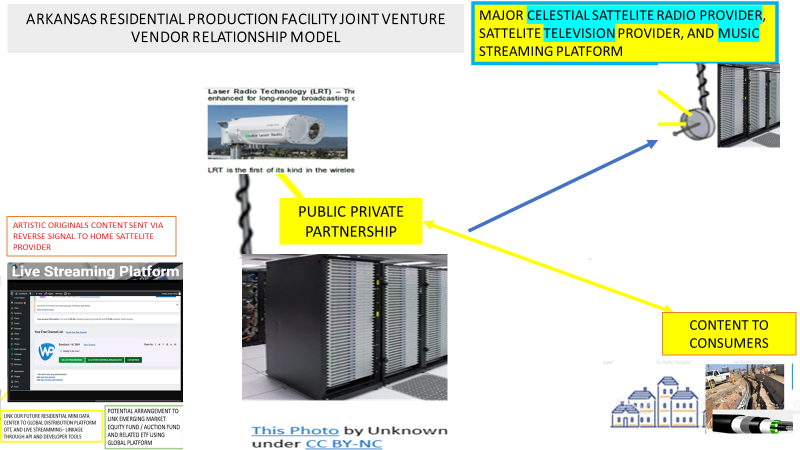 ARKANSAS RESIDENTIAL PRODUCTION FACILITY JOINT VENTURE
VENDOR RELATIONSHIP MODEL
MAJOR CELESTIAL SATTELITE RADIO PROVIDER,
SATTELITE TELEVISION PROVIDER, AND MUSIC
STREAMING PLATFORM
Laser Radio Technology (LRT) – The
enhanced for long-range broadcasting
LRT is the first of its kind in the wireles
PUBLIC PRIVATE
PARTNERSHIP
ARTISTIC ORIGINALS CONTENT SENT VIA
REVERSE SIGNAL TO HOME SATTELITE
PROVIDER
Live Streaming Platform
CONTENT TO
CONSUMERS
LINK OUR FUTURE RESIDENTIAL MINI DATA
CENTER TO GLOBAL DISTRIBUTION PLATFORM
OTT, AND LIVE STREAMMING - LINKAGE
THROUGH API AND DEVELOPER TOOLS
POTENTIAL ARRANGEMENT TO
LINK EMERGING MARKET
EQUITY FUND / AUCTION FUND
AND RELATED ETF USING
GLOBAL PLATFORM
This Photo by Unknown
under CC BY-NC